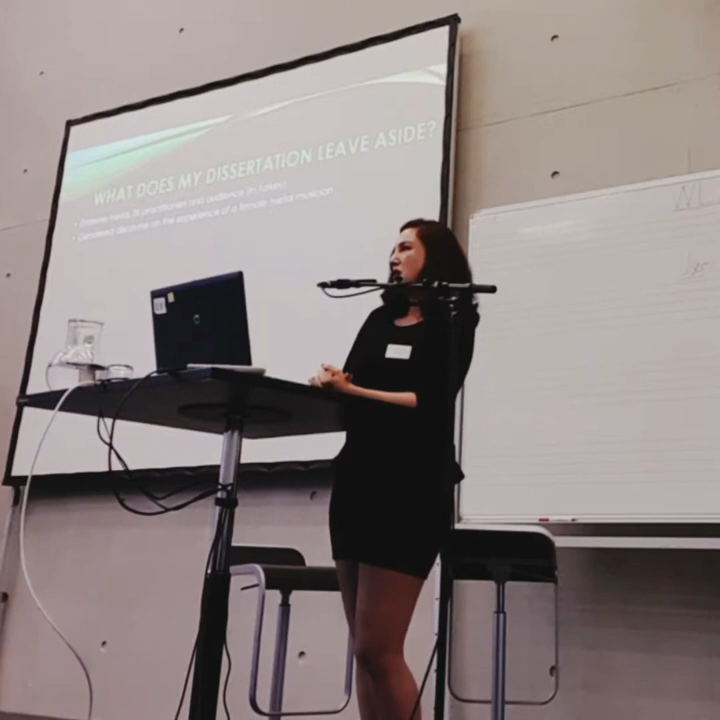 WHAT DOES MY DISSERTATION LEAVE ASIDE?
• Extreme metal, its practitioners and audience (in Turkey)
• Gendered discourse on the experience of a female metal musician
NL